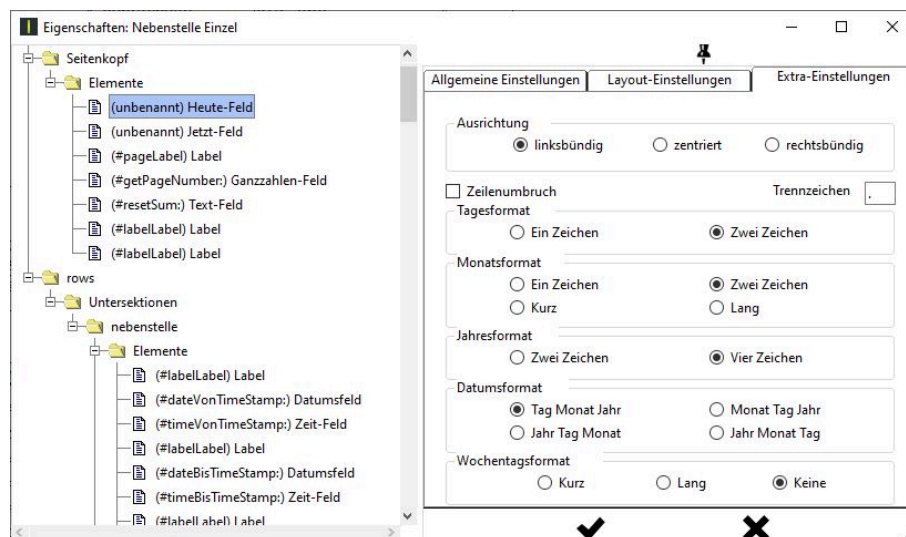 Eigenschaften: Nebenstelle Einzel
Seitenkopf
Elemente
(unbenannt) Heute-Feld
(unbenannt) Jetzt-Feld
(#pageLabel) Label
(#getPageNumber:) Ganzzahlen-Feld
(#resetSum:) Text-Feld
(#labelLabel) Label
(#labelLabel) Label
rows
Untersektionen
nebenstelle
Elemente
(#labelLabel) Label
(#dateVonTimeStamp:) Datumsfeld
(#timeVonTimeStamp:) Zeit-Feld
(#labelLabel) Label
(#dateBisTimeStamp:) Datumsfeld
(#timeBisTimeStamp:) Zeit-Feld
(#labelLabel) Label
Allgemeine Einstellungen Layout-Einstellungen Extra-Einstellungen
Ausrichtung
linksbündig zentriert rechtsbündig
Zeilenumbruch Trennzeichen .
Tagesformat
Ein Zeichen Zwei Zeichen
Monatsformat
Ein Zeichen Zwei Zeichen
Kurz Lang
Jahresformat
Zwei Zeichen Vier Zeichen
Datumsformat
Tag Monat Jahr Monat Tag Jahr
Jahr Tag Monat Jahr Monat Tag
Wochentagsformat
Kurz Lang Keine